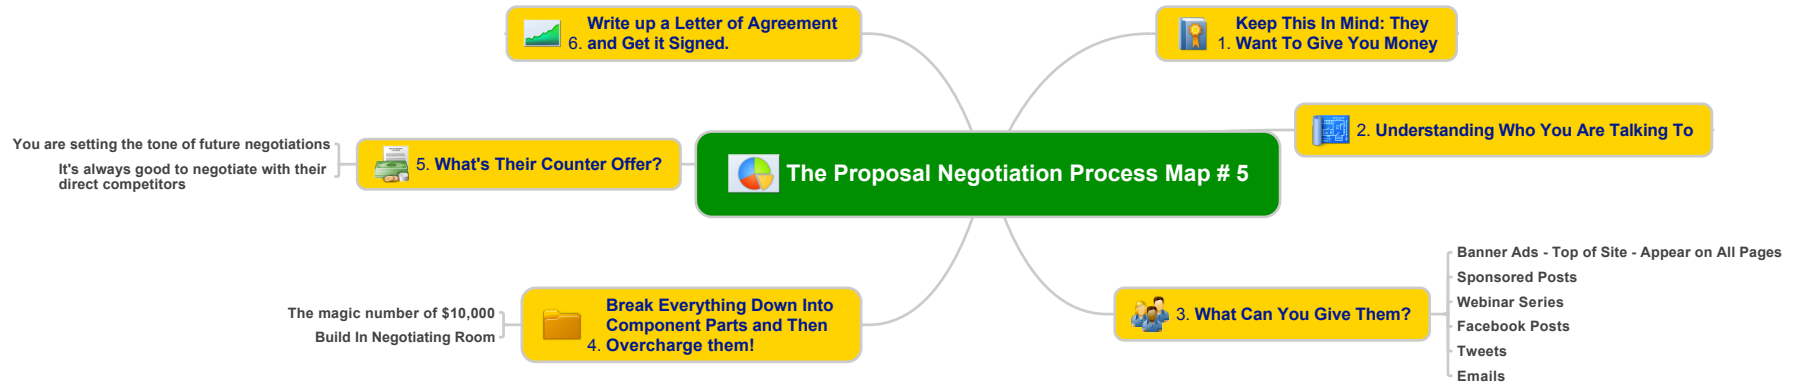 The Proposal Negotiation Process Map # 5
Keep This In Mind: They
1. Want To Give You Money
2. Understanding Who You Are Talking To
3. What Can You Give Them?
Banner Ads - Top of Site - Appear on All Pages
Sponsored Posts
Webinar Series
Facebook Posts
Tweets
Emails
Break Everything Down Into
Component Parts and Then
4. Overcharge them!
The magic number of $10,000
Build In Negotiating Room
5. What's Their Counter Offer?
You are setting the tone of future negotiations
It's always good to negotiate with their
direct competitors
Write up a Letter of Agreement
6. and Get it Signed.